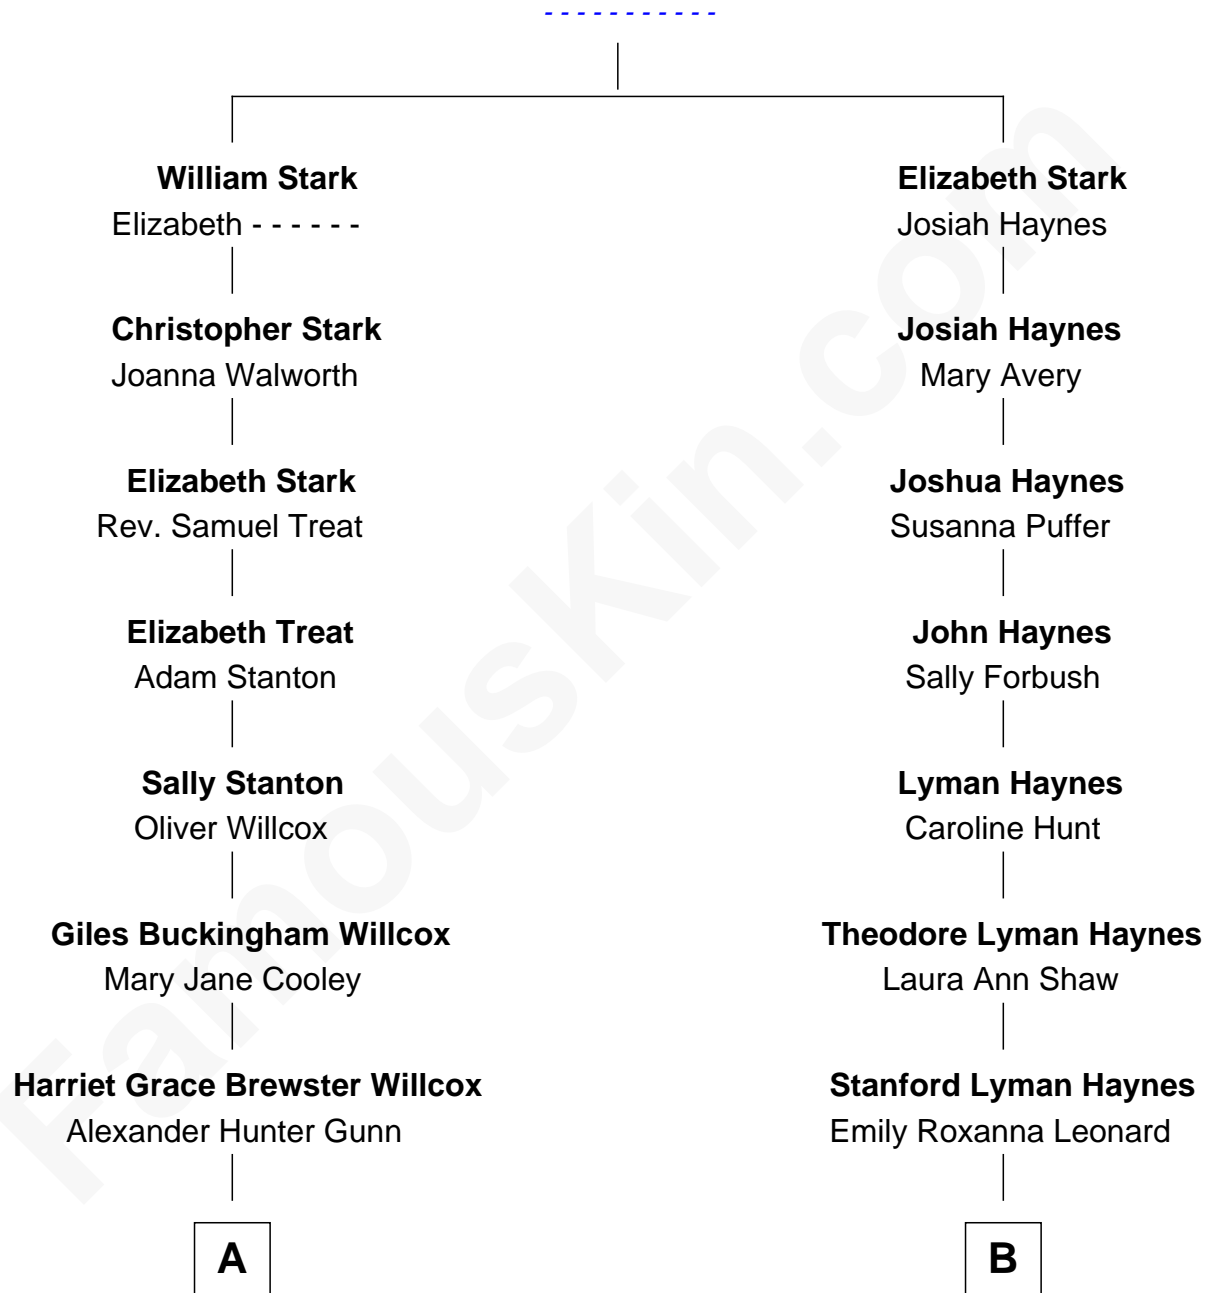 - - - - - - - - - - -
William Stark
Elizabeth - - - - - -
Christopher Stark
Joanna Walworth
Elizabeth Stark
Rev. Samuel Treat
Elizabeth Treat
Adam Stanton
Sally Stanton
Oliver Willcox
Giles Buckingham Willcox
Mary Jane Cooley
Harriet Grace Brewster Willcox
Alexander Hunter Gunn
A
Elizabeth Stark
Josiah Haynes
Josiah Haynes
Mary Avery
Joshua Haynes
Susanna Puffer
John Haynes
Sally Forbush
Lyman Haynes
Caroline Hunt
Theodore Lyman Haynes
Laura Ann Shaw
Stanford Lyman Haynes
Emily Roxanna Leonard
B
FamousKin.com